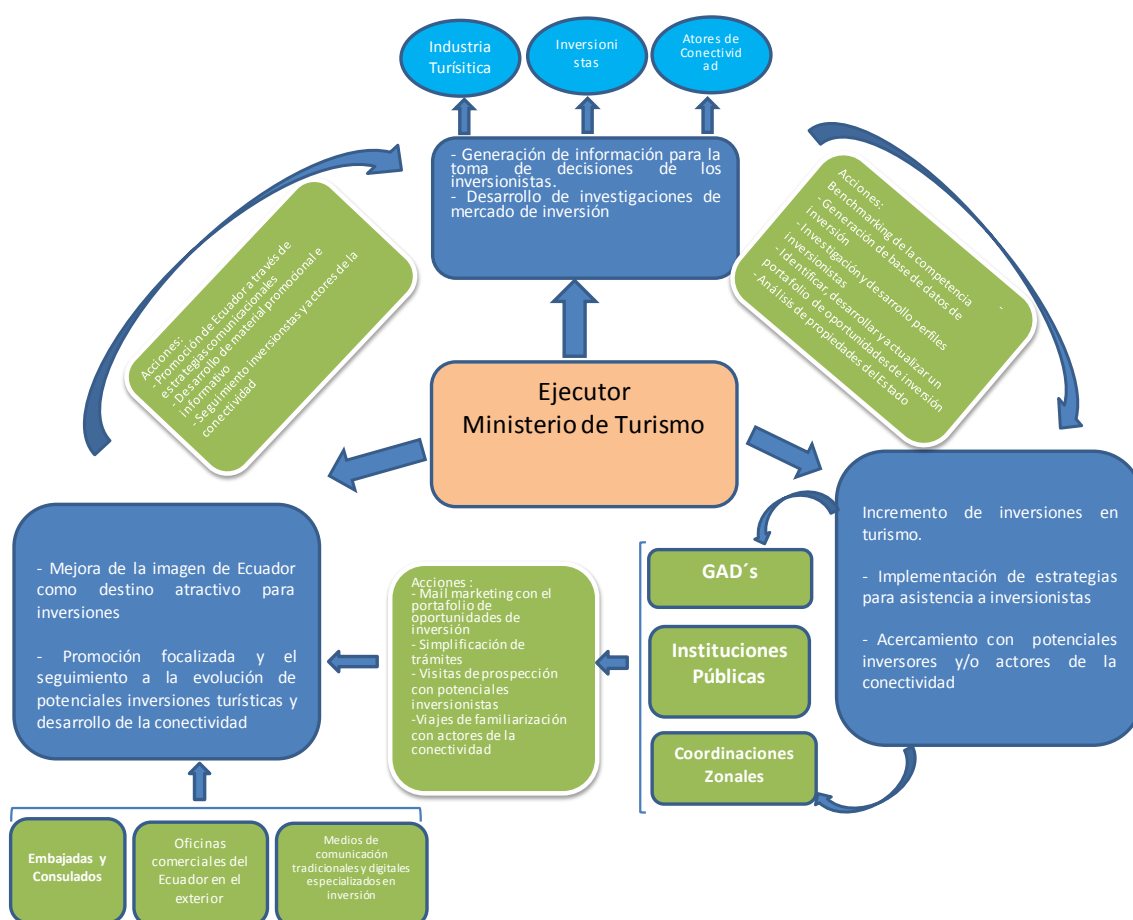 Industria
Turísitica
Inversioni
stas
Atores de
Conectivid
ad
- Generación de información para la
toma de decisiones de los
inversionistas.
- Desarrollo de investigaciones de
mercado de inversión
Acciones:
- Promoción de Ecuador a través de
estrategias comunicacionales
- Desarrollo de material promocional e
Informativo
- Seguimiento inversionstas y actores de la
conectividad
Acciones:
Benchmarking de la competencia -
- Generación de base de datos de
inversión
- Investigación y desarrollo perfiles
inversionistas
- Identificar, desarrollar y actualizar un
portafolio de oportunidades de inversión
- Análisis de propiedades del Estado
Ejecutor
Ministerio de Turismo
- Mejora de la imagen de Ecuador
como destino atractivo para
inversiones
- Promoción focalizada y el
seguimiento a la evolución de
potenciales inversiones turísticas y
desarrollo de la conectividad
Acciones :
- Mail marketing con el
portafolio de
oportunidades de
inversión
- Simplificación de
trámites
- Visitas de prospección
con potenciales
inversionistas
-Viajes de familiarización
con actores de la
conectividad
GAD´s
Instituciones
Públicas
Coordinaciones
Zonales
Incremento de inversiones en
turismo.
- Implementación de estrategias
para asistencia a inversionistas
- Acercamiento con potenciales
inversores y/o actores de la
conectividad
Embajadas y
Consulados
Oficinas
comerciales del
Ecuador en el
exterior
Medios de
comunicación
tradicionales y digitales
especializados en
inversión